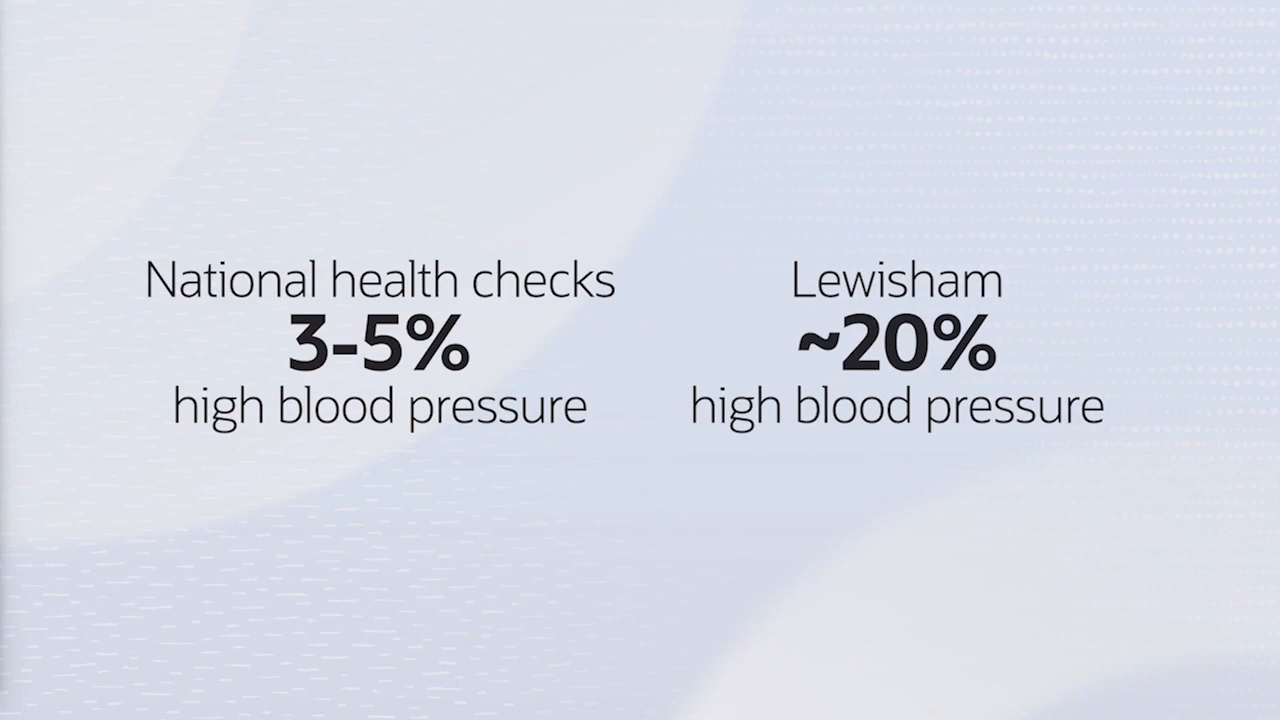 National health checks
3-5%
high blood pressure
Lewisham
~20%
high blood pressure